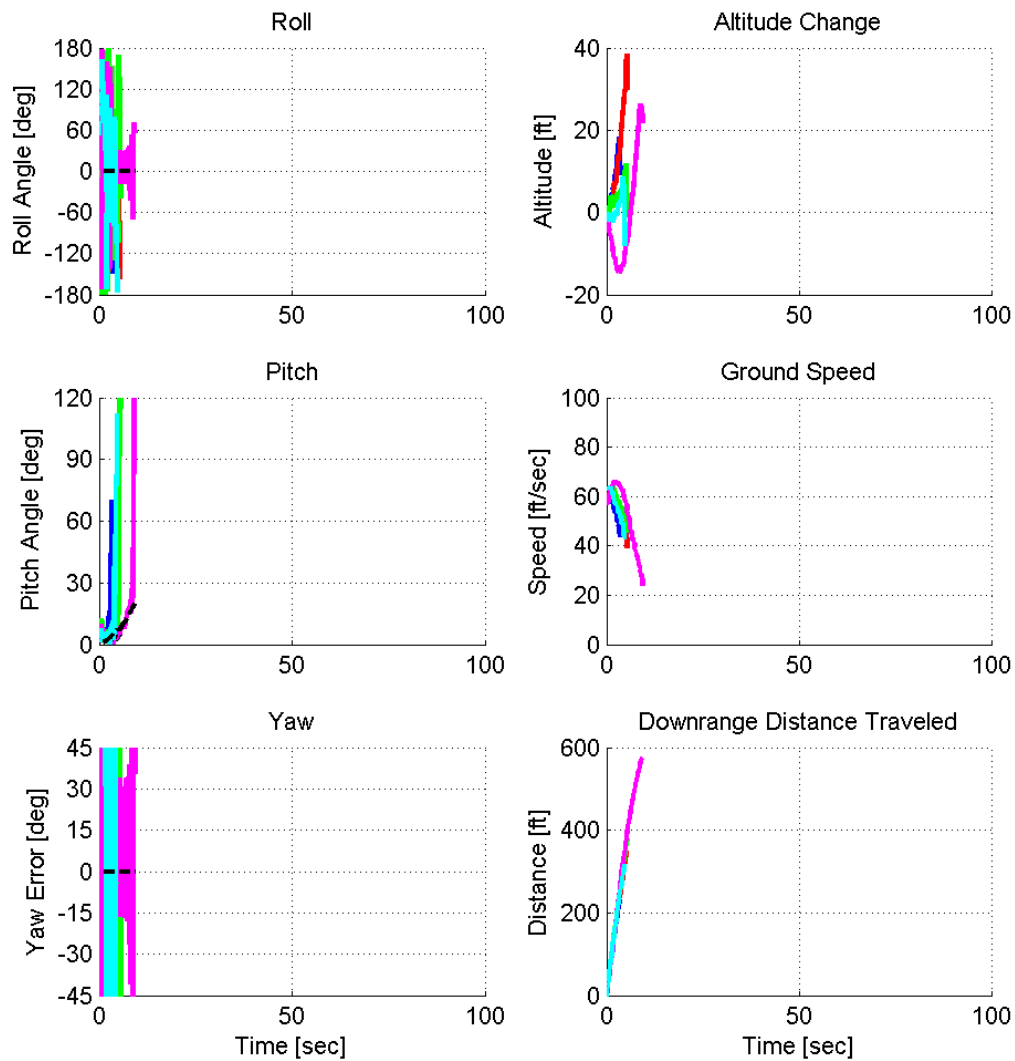 Roll
180
120
60
0
-60
-120
-180
Roll Angle [deg]
0 50 100
Altitude Change
40
20
0
-20
Altitude [ft]
0 50 100
Pitch
120
90
60
30
0
Pitch Angle [deg]
0 50 100
Ground Speed
100
80
60
40
20
0
Speed [ft/sec]
0 50 100
Yaw
45
30
15
0
-15
-30
-45
Yaw Error [deg]
0 50 100
Time [sec]
Downrange Distance Traveled
600
400
200
0
Distance [ft]
0 50 100
Time [sec]